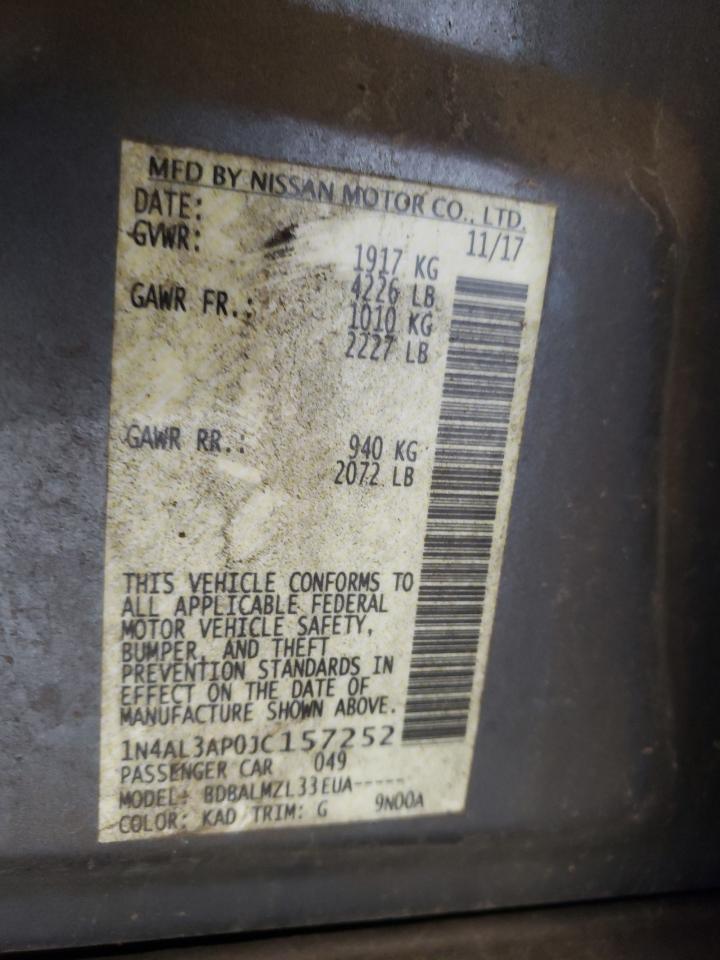 MFD BY NISSAN MOTOR CO., LTD.
DATE: 11/17
GVWR: 1917 KG
4226 LB
GAWR FR.: 1010 KG
2227 LB
GAWR RR.: 940 KG
2072 LB
THIS VEHICLE CONFORMS TO
ALL APPLICABLE FEDERAL
MOTOR VEHICLE SAFETY,
BUMPER, AND THEFT
PREVENTION STANDARDS IN
EFFECT ON THE DATE OF
MANUFACTURE SHOWN ABOVE.
1N4AL3AP0JC157252
PASSENGER CAR 049
MODEL: BDBALMZL33EUA-----
COLOR: KAD TRIM: G 9N00A